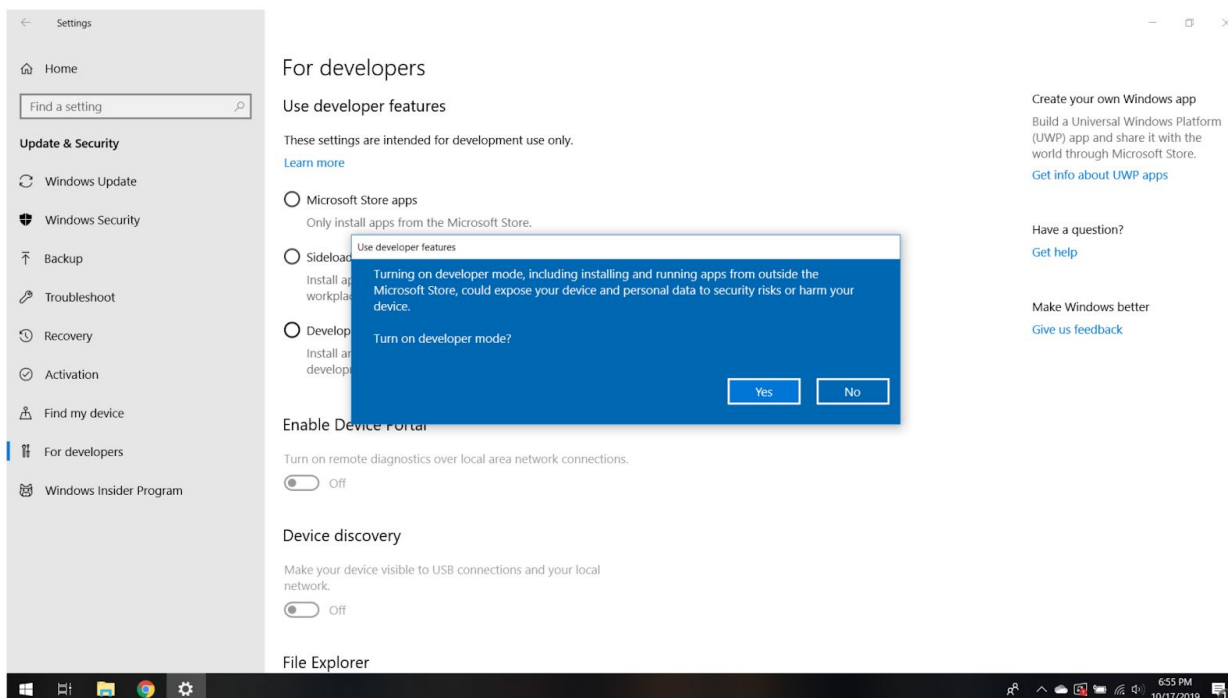 Settings
Home
Find a setting
Update & Security
Windows Update
Windows Security
Backup
Troubleshoot
Recovery
Activation
Find my device
For developers
Windows Insider Program
For developers
Use developer features
These settings are intended for development use only.
Learn more
Microsoft Store apps
Only install apps from the Microsoft Store.
Sideload
Install
Develop
Install
Use developer features
Turning on developer mode, including installing and running apps from outside the
Microsoft Store, could expose your device and personal data to security risks or harm your
device.
Turn on developer mode?
Yes No
Enable Device Portal
Turn on remote diagnostics over local area network connections.
Off
Device discovery
Make your device visible to USB connections and your local
network.
Off
File Explorer
Create your own Windows app
Build a Universal Windows Platform
(UWP) app and share it with the
world through Microsoft Store.
Get info about UWP apps
Have a question?
Get help
Make Windows better
Give us feedback
6:55 PM
10/17/2019